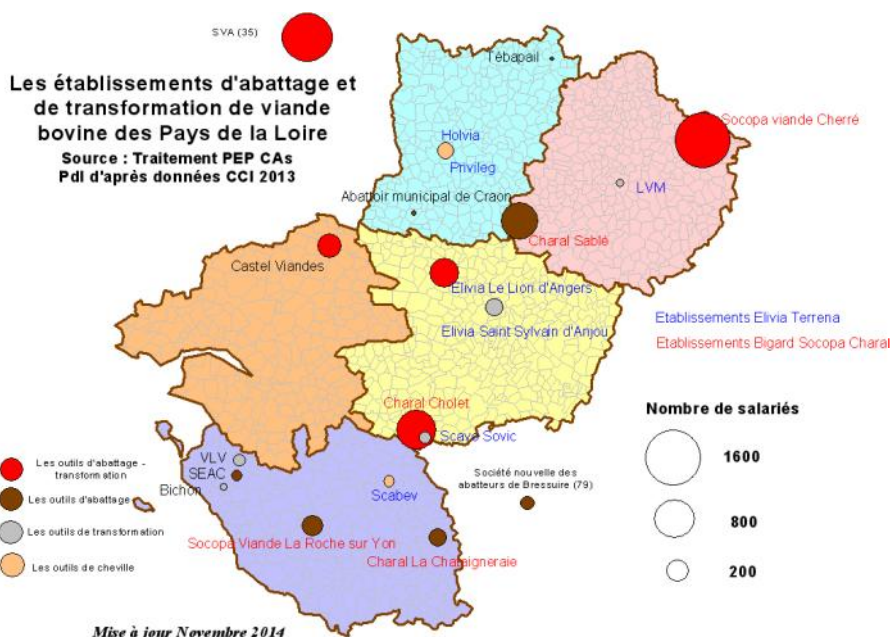 SVA (35)
Les établissements d'abattage et
de transformation de viande
bovine des Pays de la Loire
Source : Traitement PEP CAs
Pdl d'après données CCI 2013
Tébapail
Socopa viande Cherré
Holvia
Privileg
LVM
Abattoir municipal de Craon
Charal Sablé
Castel Viandes
Elivia Le Lion d'Angers
Elivia Saint Sylvain d'Anjou
Etablissements Elivia Terrena
Etablissements Bigard Socopa Charal
Charal Cholet
Scavo Sovic
Nombre de salariés
1600
800
200
VLV
SEAC
Bichon
Scabev
Société nouvelle des
abatteurs de Bressuire (79)
Socopa Viande La Roche sur Yon
Charal La Chataigneraie
Les outils d'abattage -
transformation
Les outils d'abattage
Les outils de transformation
Les outils de cheville
Mise à jour Novembre 2014